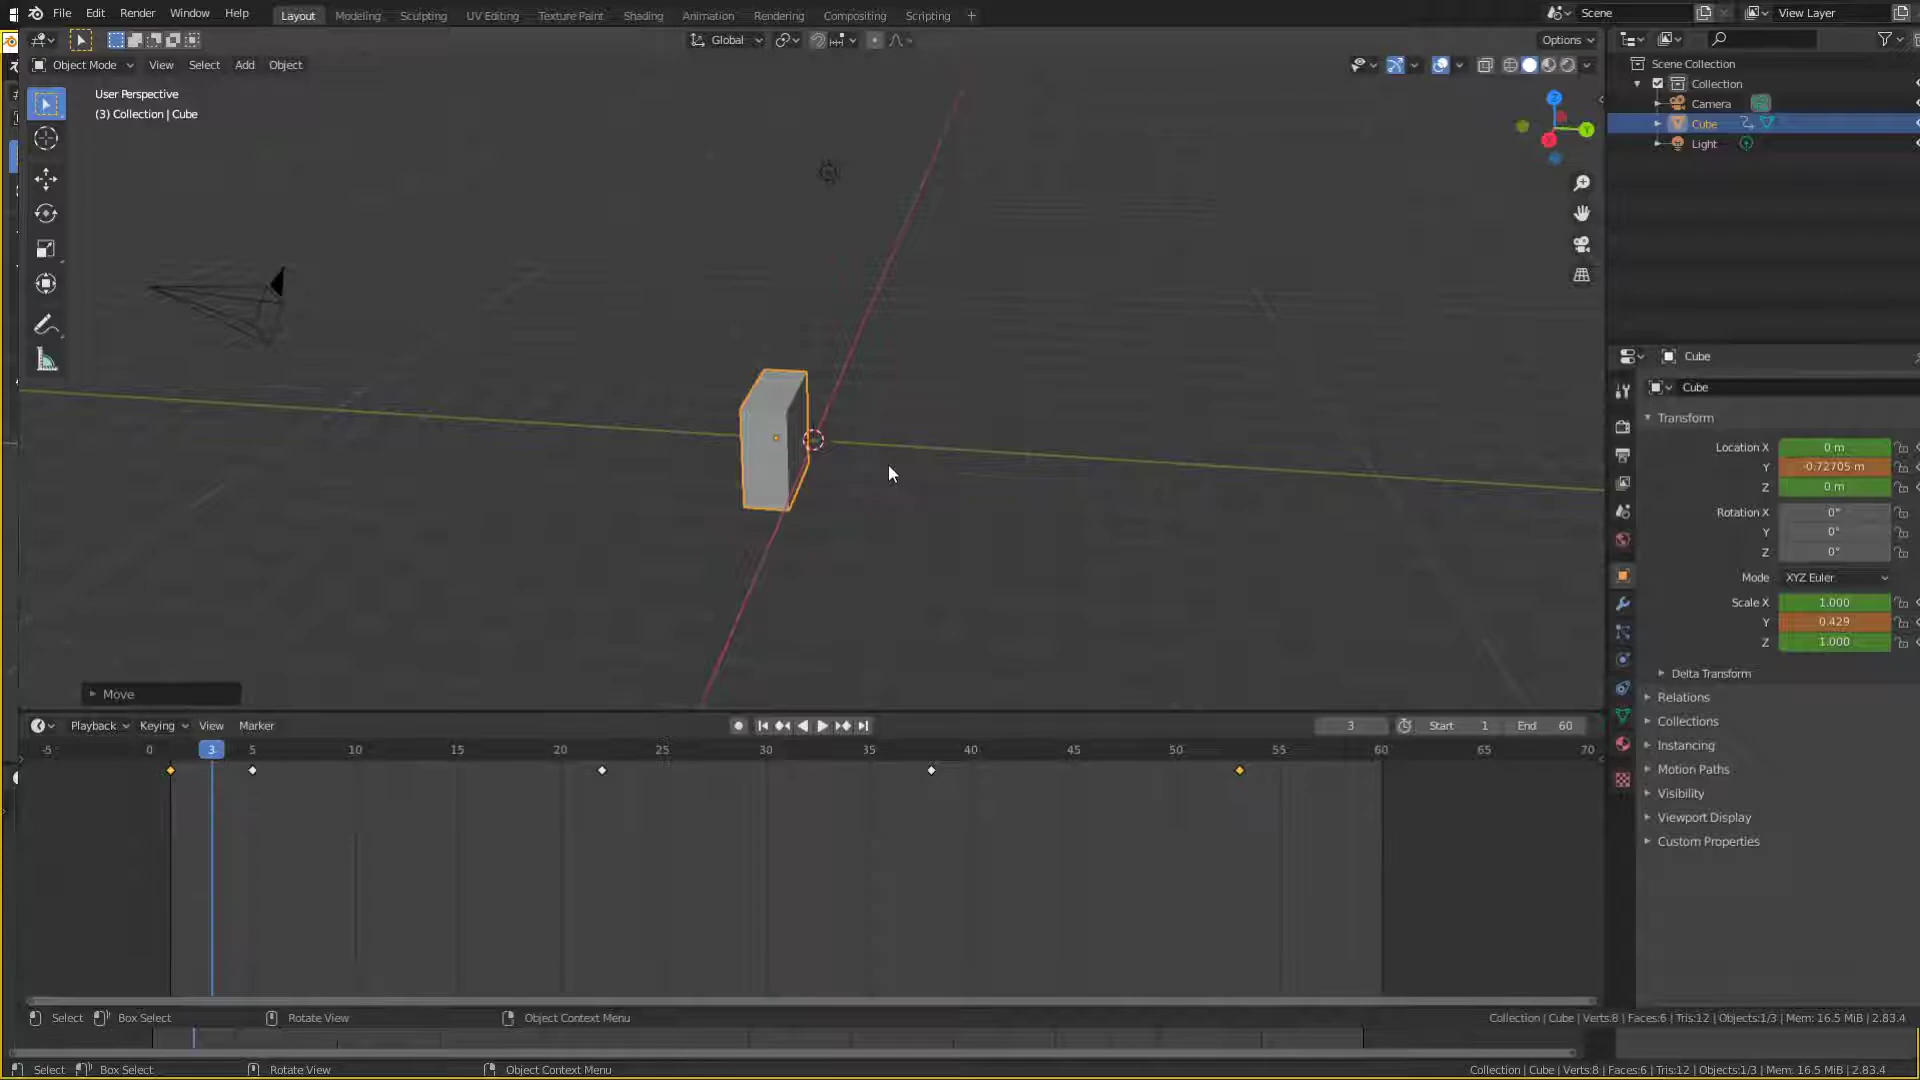 File Edit Render Window Help Layout Modeling Sculpting UV Editing Texture Paint Shading Animation Rendering Compositing Scripting + Scene View Layer
Global Options
Object Mode View Select Add Object
User Perspective
(3) Collection | Cube
Z
Y
X
Scene Collection
Collection
Camera
Cube
Light
Cube
Cube
Transform
Location X 0 m
Y -0.72705 m
Z 0 m
Rotation X 0°
Y 0°
Z 0°
Mode XYZ Euler
Scale X 1.000
Y 0.429
Z 1.000
Delta Transform
Relations
Collections
Instancing
Motion Paths
Visibility
Viewport Display
Custom Properties
Move
Playback Keying View Marker 3 Start 1 End 60
-5 0 3 5 10 15 20 25 30 35 40 45 50 55 60 65 70
Select Box Select Rotate View Object Context Menu Collection | Cube | Verts:8 | Faces:6 | Tris:12 | Objects:1/3 | Mem: 16.5 MiB | 2.83.4
Select Box Select Rotate View Object Context Menu Collection | Cube | Verts:8 | Faces:6 | Tris:12 | Objects:1/3 | Mem: 16.5 MiB | 2.83.4